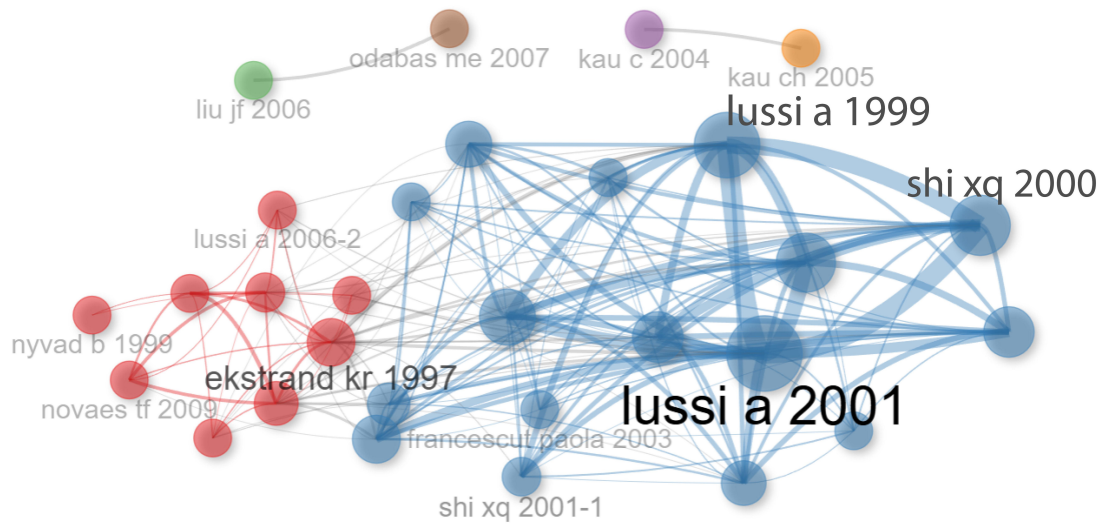 odabas me 2007
kau c 2004
kau ch 2005
liu jf 2006
lussi a 1999
shi xq 2000
lussi a 2006-2
nyvad b 1999
ekstrand kr 1997
novaes tf 2009
lussi a 2001
francescut paola 2003
shi xq 2001-1